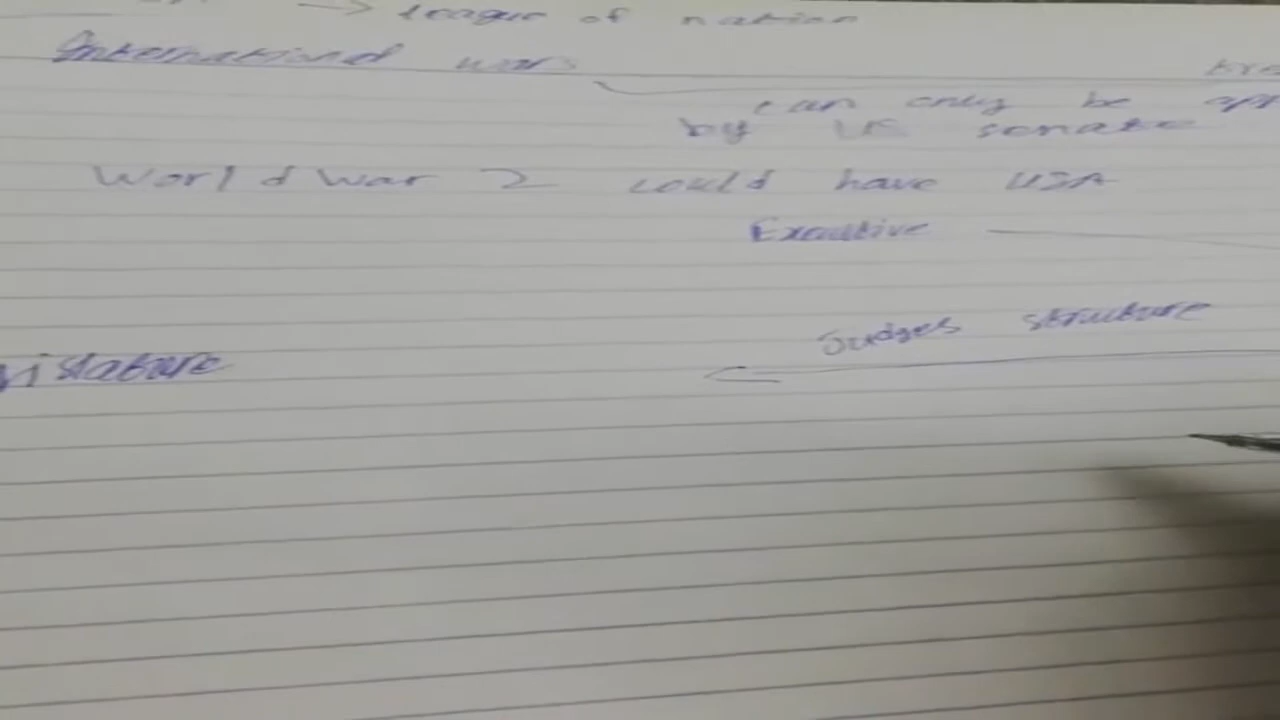 → league of nation
International wars
can only be
by US senate
World War 2 could have USA
Executive
Judges structure
islature